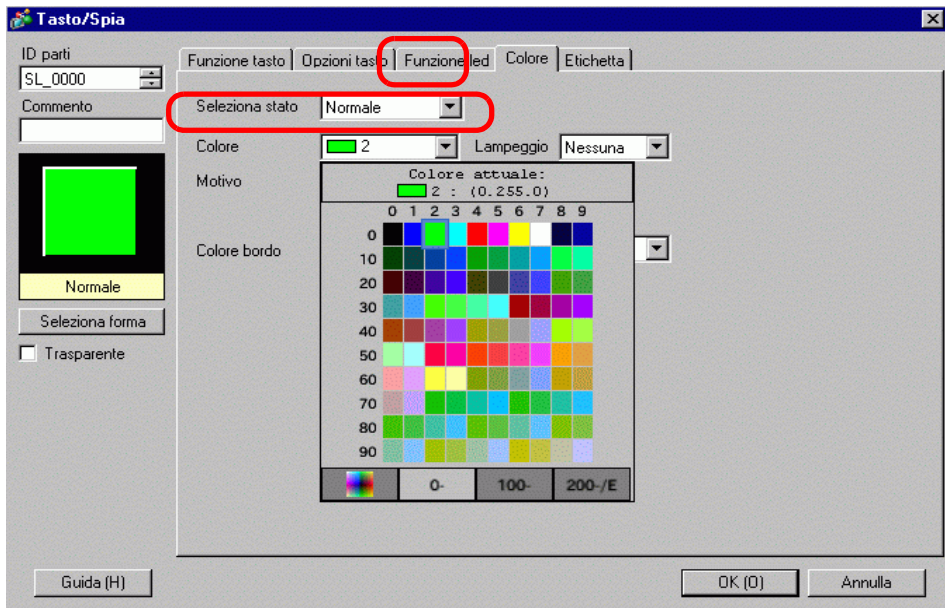 Tasto/Spia
ID parti
SL_0000
Commento
Normale
Seleziona forma
Trasparente
Funzione tasto Opzioni tasto Funzione led Colore Etichetta
Seleziona stato Normale
Colore 2 Lampeggio Nessuna
Motivo
Colore bordo
Colore attuale:
2 : (0.255.0)
0 1 2 3 4 5 6 7 8 9
0
10
20
30
40
50
60
70
80
90
0- 100- 200-/E
Guida (H) OK (O) Annulla